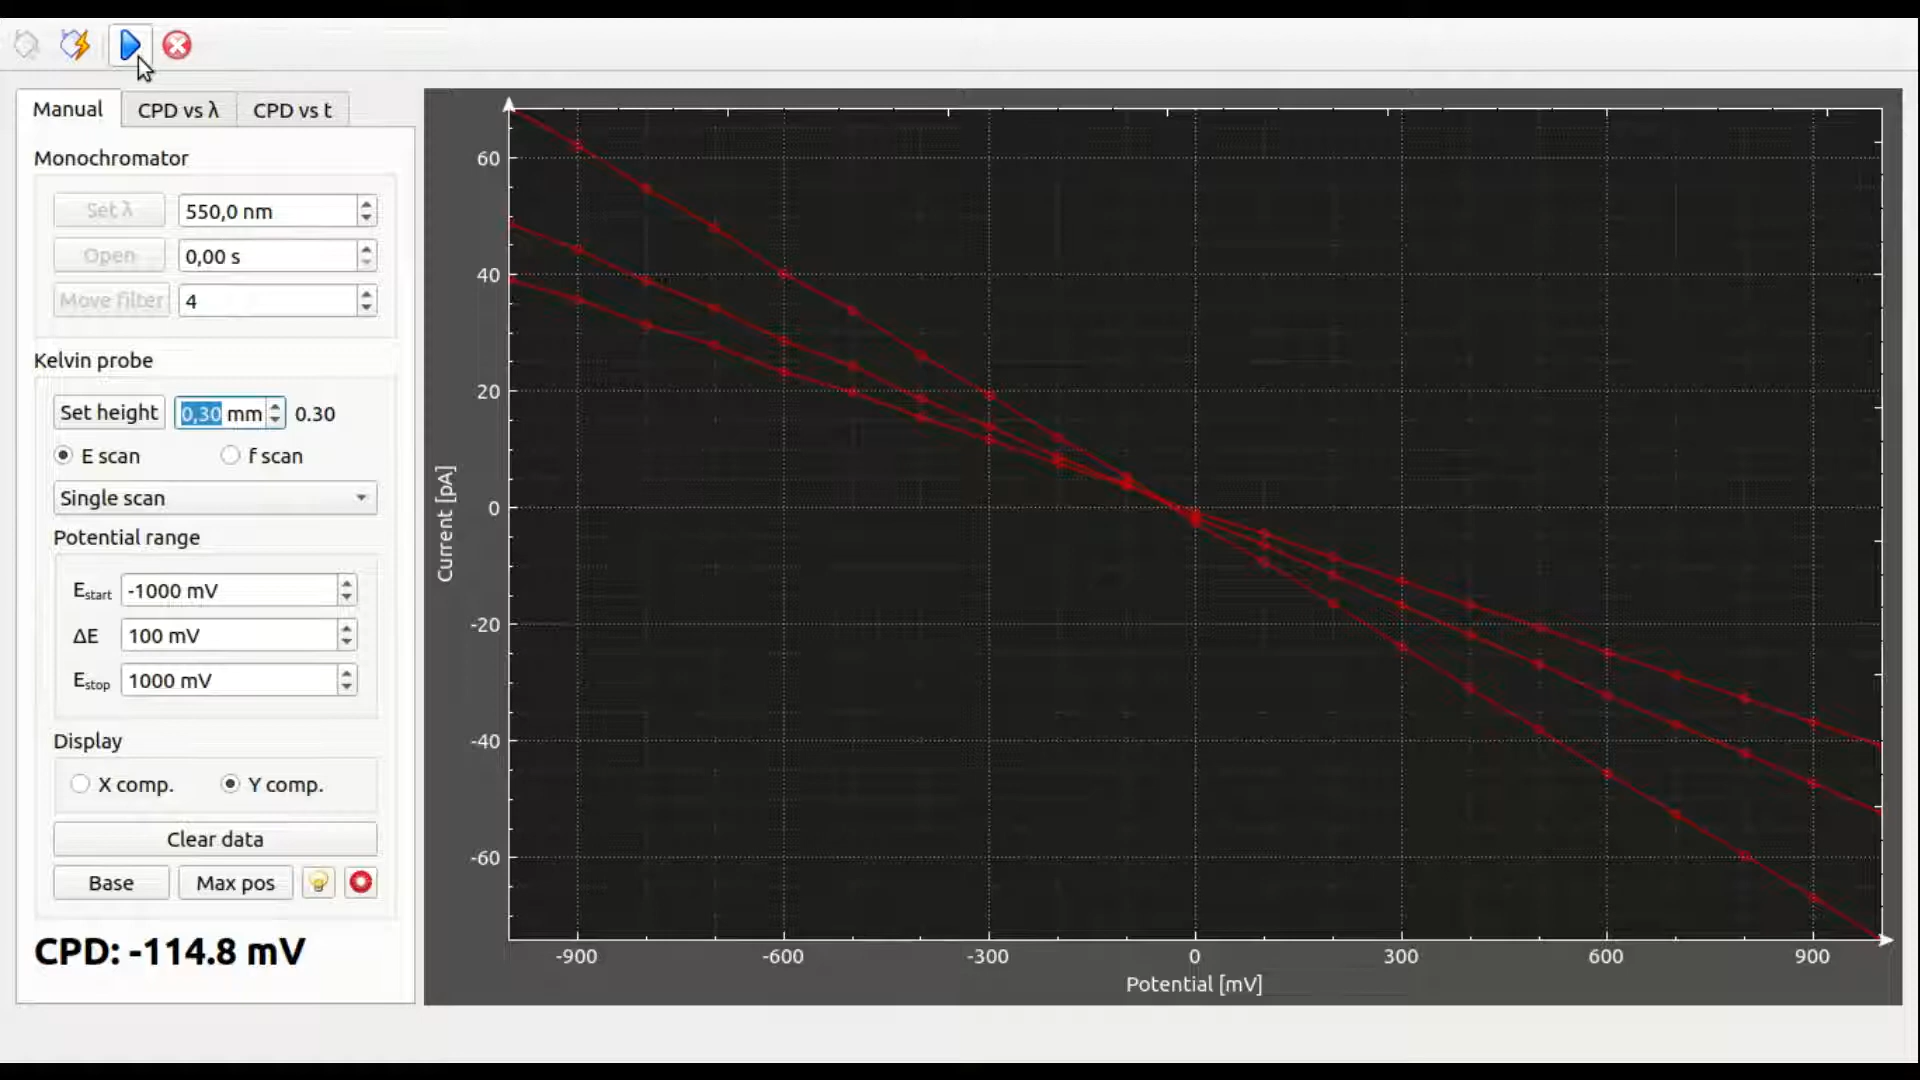 Manual
CPD vs λ
CPD vs t
Monochromator
Set λ
550,0 nm
Open
0,00 s
Move filter
4
Kelvin probe
Set height
0,30 mm
0.30
E scan
f scan
Single scan
Potential range
Estart
-1000 mV
ΔE
100 mV
Estop
1000 mV
Display
X comp.
Y comp.
Clear data
Base
Max pos
CPD: -114.8 mV
Current [pA]
60
40
20
0
-20
-40
-60
-900
-600
-300
0
300
600
900
Potential [mV]